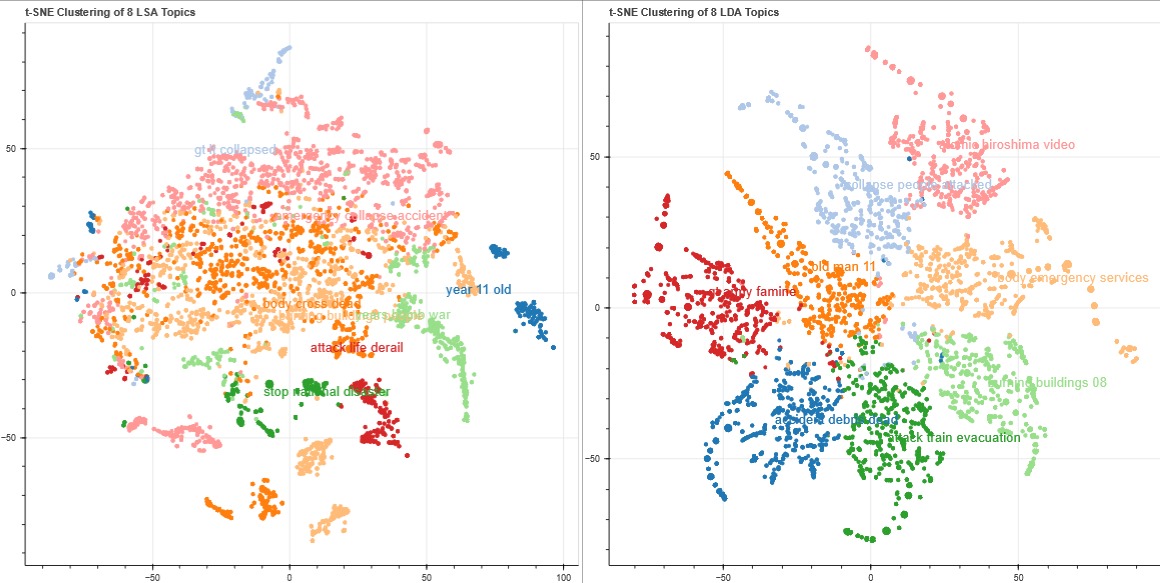 t-SNE Clustering of 8 LSA Topics
50
0
−50
−50
0
50
100
collapsed
emergency collapse accident
year 11 old
body cross dead
war
attack life derail
stop national disaster
t-SNE Clustering of 8 LDA Topics
50
0
−50
−50
0
50
hiroshima video
collapse people attacked
old man 11
body emergency services
famine
burning buildings 08
accident debris dead
attack train evacuation